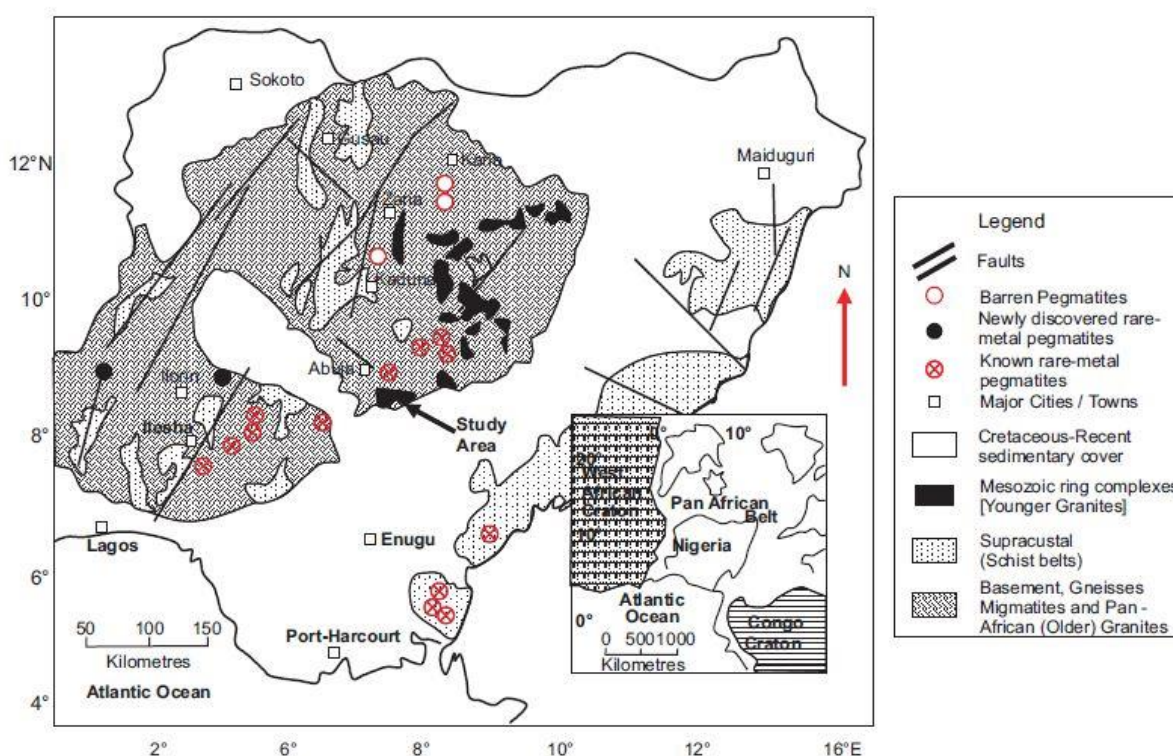 Sokoto
Gusau
12°N
Kano
Maiduguri
Zaria
10°
Kaduna
Abuja
Ilorin
8°
Ilesha
Study
Area
Lagos
Enugu
6°
50 100 150
Kilometres
Port-Harcourt
Atlantic Ocean
4°
2° 6° 8° 10° 12° 14° 16°E
N
0° 10°
20°
West
African
Craton
Pan African
Belt
10°
Nigeria
Atlantic
Ocean
0°
0 5001000
Kilometres
Congo
Craton
Legend
Faults
Barren Pegmatites
Newly discovered rare-
metal pegmatites
Known rare-metal
pegmatites
Major Cities / Towns
Cretaceous-Recent
sedimentary cover
Mesozoic ring complexes
[Younger Granites]
Supracustal
(Schist belts)
Basement, Gneisses
Migmatites and Pan -
African (Older) Granites